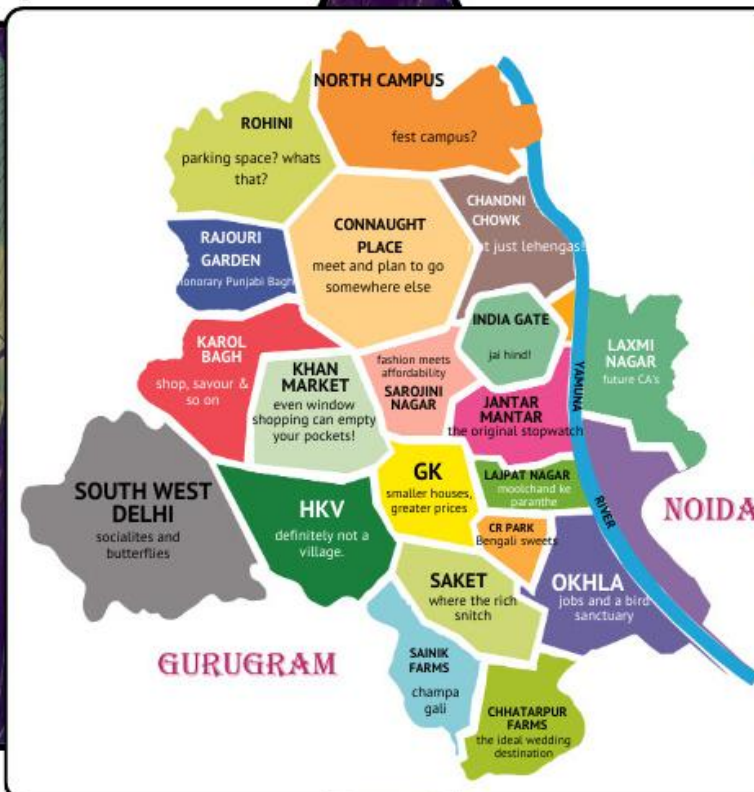 NORTH CAMPUS
fest campus?
ROHINI
parking space? whats
that?
CHANDNI
CHOWK
just lehengas!
CONNAUGHT
PLACE
meet and plan to go
somewhere else
RAJOURI
GARDEN
honorary Punjabi Bagh
INDIA GATE
jai hind!
LAXMI
NAGAR
future CA's
KAROL
BAGH
shop, savour &
so on
KHAN
MARKET
even window
shopping can empty
your pockets!
fashion meets
affordability
SAROJINI
NAGAR
JANTAR
MANTAR
the original stopwatch
YAMUNA
RIVER
GK
smaller houses,
greater prices
LAJPAT NAGAR
moolchand ke
paranthe
SOUTH WEST
DELHI
socialites and
butterflies
HKV
definitely not a
village.
CR PARK
Bengali sweets
NOIDA
SAKET
where the rich
snitch
OKHLA
jobs and a bird
sanctuary
GURUGRAM
SAINIK
FARMS
champa
gali
CHHATARPUR
FARMS
the ideal wedding
destination